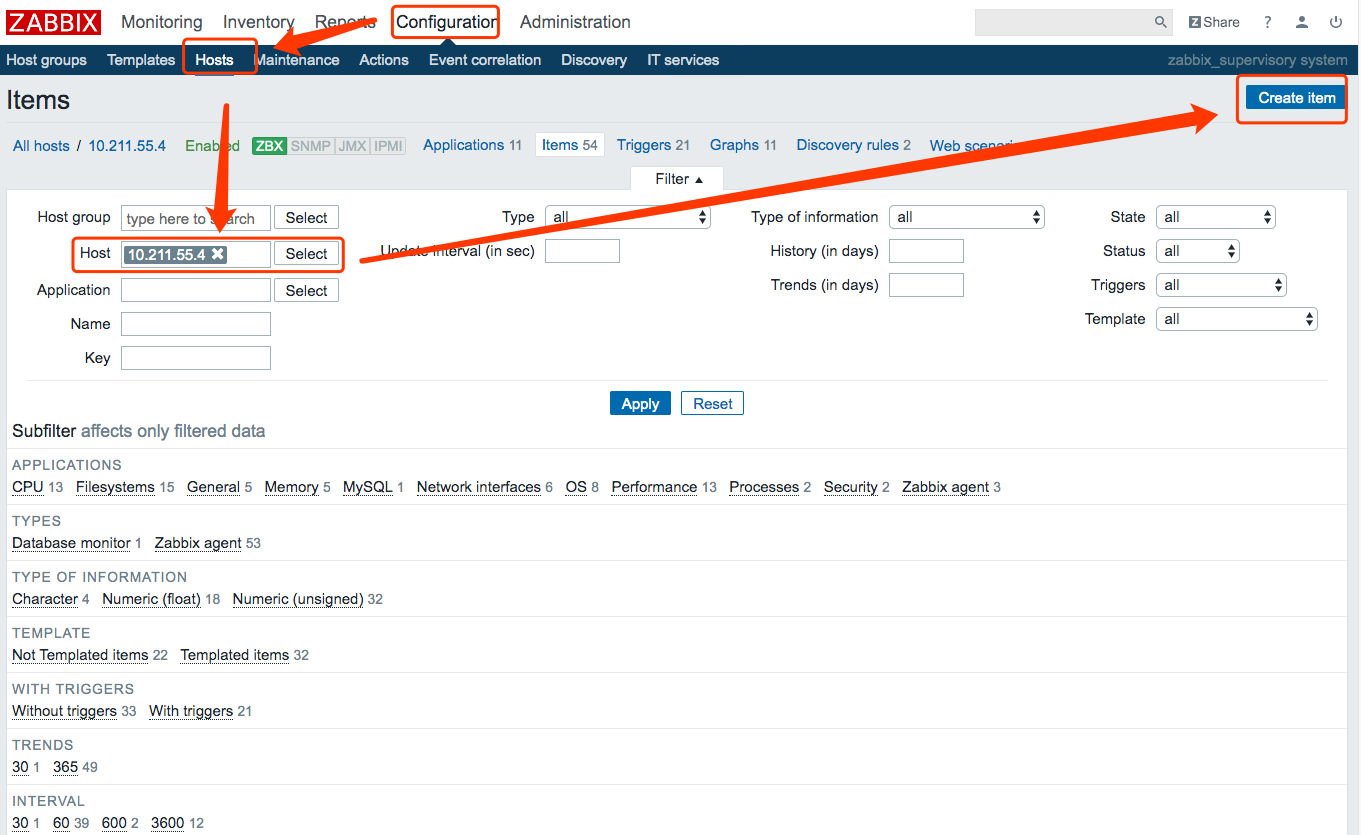 ZABBIX Monitoring Inventory Reports Configuration Administration Share ?
Host groups Templates Hosts Maintenance Actions Event correlation Discovery IT services zabbix_supervisory system
Items Create item
All hosts / 10.211.55.4 Enabled ZBX SNMP JMX IPMI Applications 11 Items 54 Triggers 21 Graphs 11 Discovery rules 2 Web scenarios
Filter ▲
Host group type here to search Select Type all Type of information all State all
Host 10.211.55.4 Select Update interval (in sec) History (in days) Status all
Application Select Trends (in days) Triggers all
Name Template all
Key
Apply Reset
Subfilter affects only filtered data
APPLICATIONS
CPU 13 Filesystems 15 General 5 Memory 5 MySQL 1 Network interfaces 6 OS 8 Performance 13 Processes 2 Security 2 Zabbix agent 3
TYPES
Database monitor 1 Zabbix agent 53
TYPE OF INFORMATION
Character 4 Numeric (float) 18 Numeric (unsigned) 32
TEMPLATE
Not Templated items 22 Templated items 32
WITH TRIGGERS
Without triggers 33 With triggers 21
TRENDS
30 1 365 49
INTERVAL
30 1 60 39 600 2 3600 12